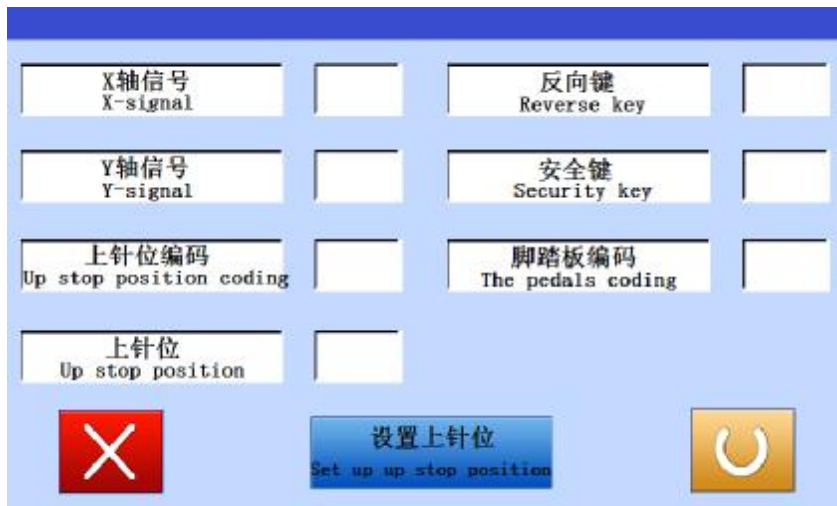 X轴信号
X-signal
反向键
Reverse key
Y轴信号
Y-signal
安全键
Security key
上针位编码
Up stop position coding
脚踏板编码
The pedals coding
上针位
Up stop position
设置上针位
Set up up stop position